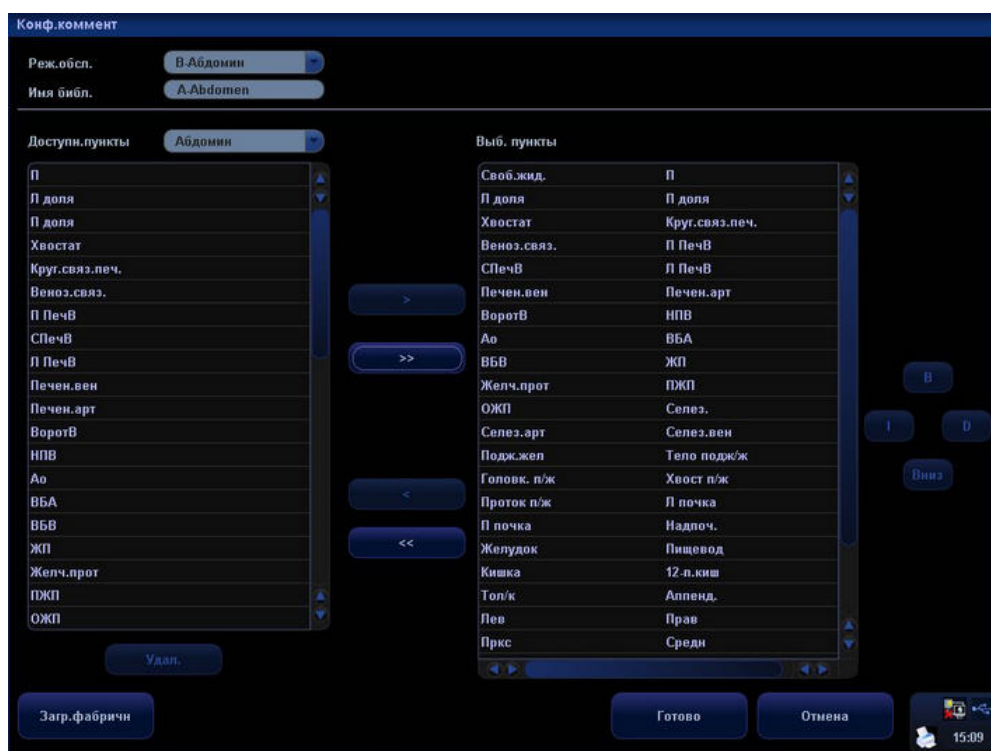 Конф.коммент
Реж.обсл. В-Абдомин
Имя библ. A-Abdomen
Доступн.пункты Абдомин
Выб. пункты
П
Л доля
П доля
Хвостат
Круг.связ.печ.
Веноз.связ.
П ПечВ
СПечВ
Л ПечВ
Печен.вен
Печен.арт
ВоротВ
НПВ
Ао
ВБА
ВБВ
ЖП
Желч.прот
ПЖП
ОЖП
Удал.
>
>>
<
<<
Своб.жид. П
Л доля П доля
Хвостат Круг.связ.печ.
Веноз.связ. П ПечВ
СПечВ Л ПечВ
Печен.вен Печен.арт
ВоротВ НПВ
Ао ВБА
ВБВ ЖП
Желч.прот ПЖП
ОЖП Селез.
Селез.арт Селез.вен
Подж.жел Тело подж/ж
Головк. п/ж Хвост п/ж
Проток п/ж Л почка
П почка Надпоч.
Желудок Пищевод
Кишка 12-п.киш
Тол/к Аппенд.
Лев Прав
Пркс Средн
В
I D
Вниз
Загр.фабричн Готово Отмена
15:09